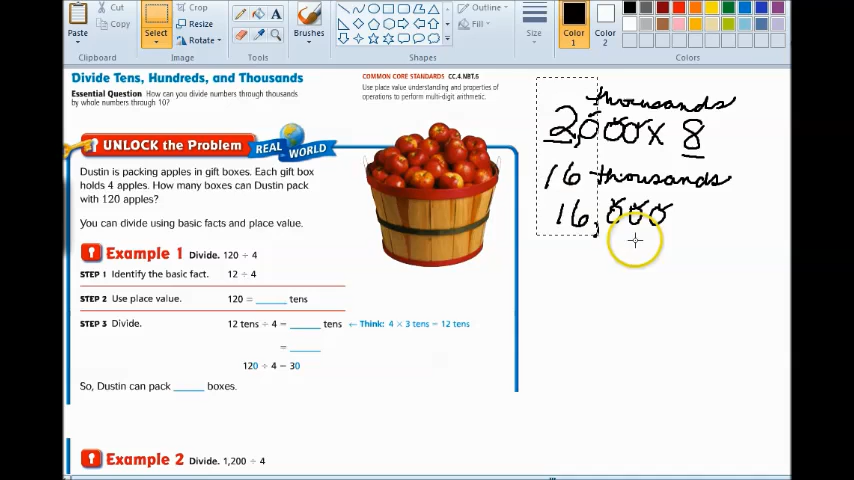 Cut
Crop
Outline
Paste
Copy
Select
Resize
Rotate
A
Brushes
Fill
Size
Color 1
Color 2
Clipboard
Image
Tools
Shapes
Colors
Divide Tens, Hundreds, and Thousands
Essential Question How can you divide numbers through thousands
by whole numbers through 10?
COMMON CORE STANDARDS CC.4.NBT.6
Use place value understanding and properties of
operations to perform multi-digit arithmetic.
UNLOCK the Problem REAL WORLD
Dustin is packing apples in gift boxes. Each gift box
holds 4 apples. How many boxes can Dustin pack
with 120 apples?
You can divide using basic facts and place value.
Example 1 Divide. 120 ÷ 4
STEP 1 Identify the basic fact. 12 ÷ 4
STEP 2 Use place value. 120 = ______ tens
STEP 3 Divide. 12 tens ÷ 4 = ______ tens ← Think: 4 × 3 tens = 12 tens
= ______
120 ÷ 4 = 30
So, Dustin can pack ______ boxes.
Example 2 Divide. 1,200 ÷ 4
thousands
2,000 x 8
16 thousands
16,000